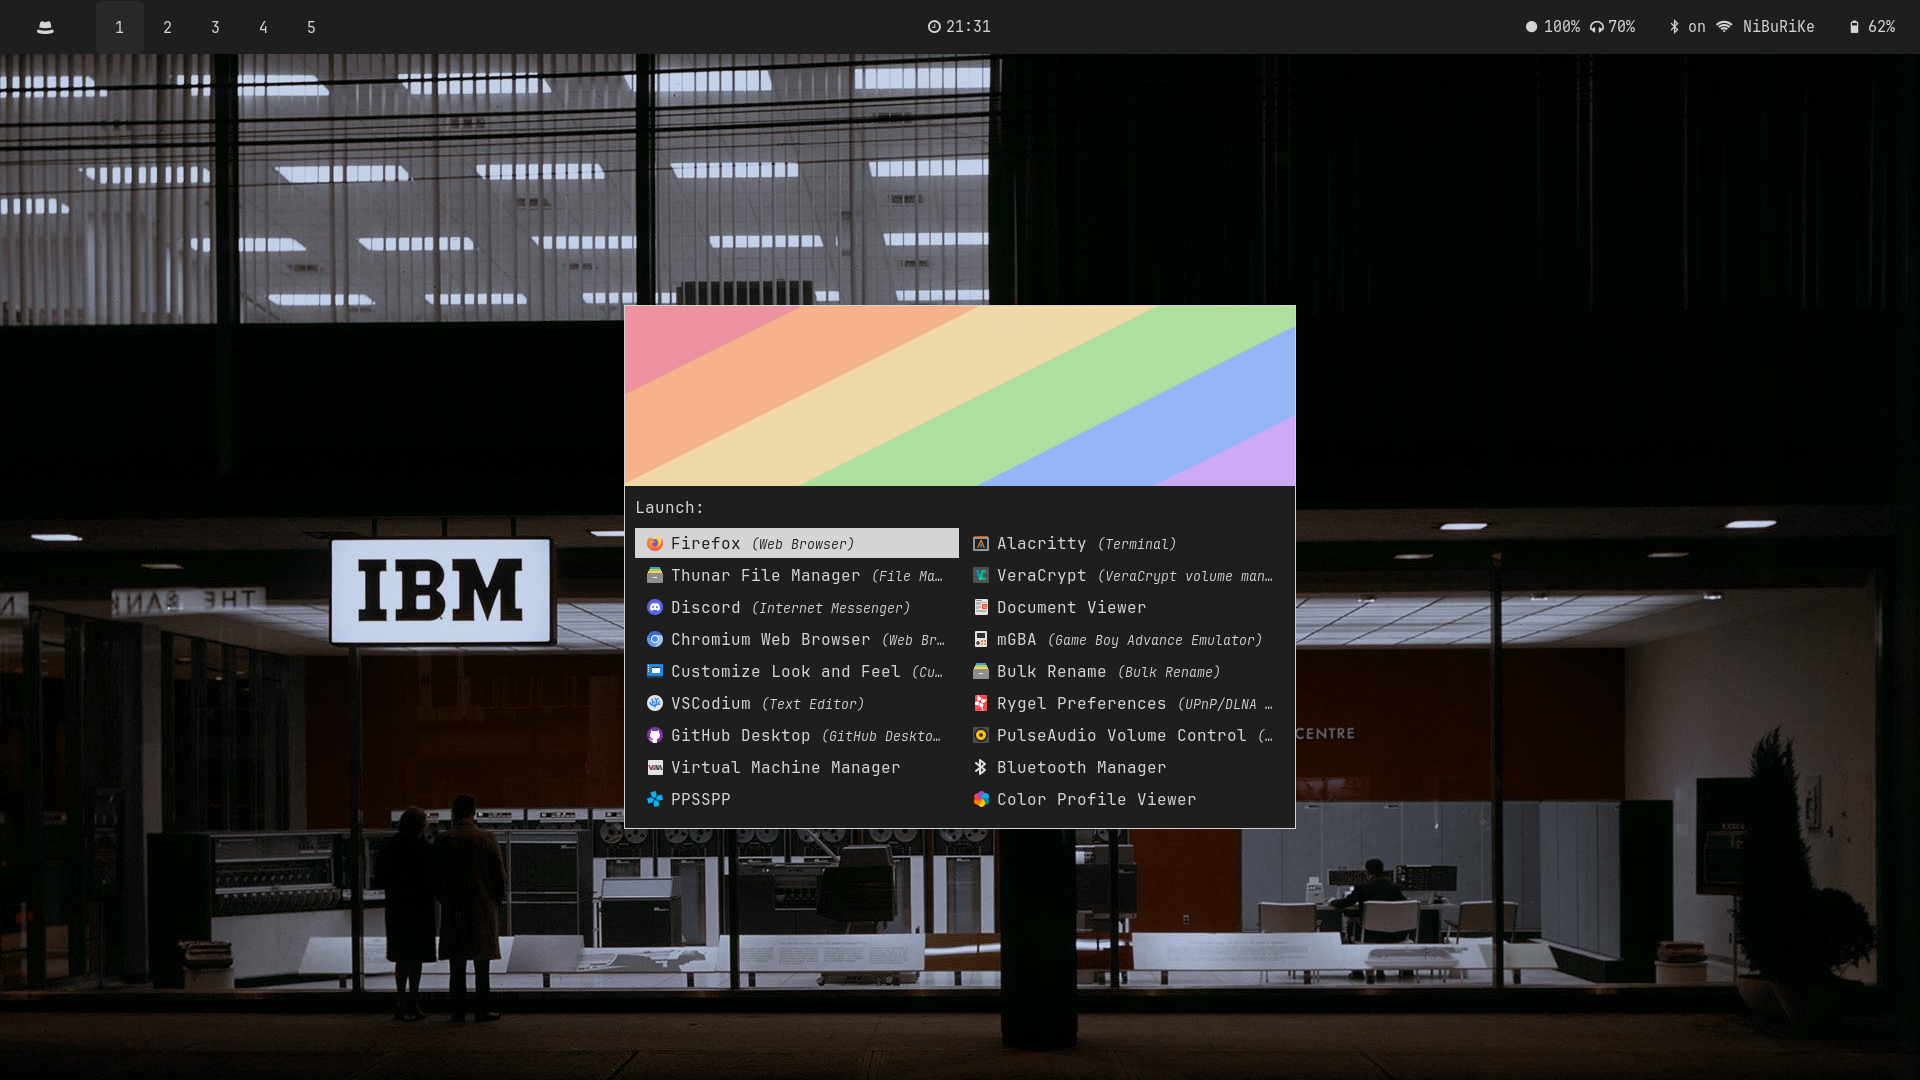 1 2 3 4 5
21:31
100% 70% on NiBuRiKe 62%
IBM
THE BAN
CENTRE
Launch:
Firefox (Web Browser)
Alacritty (Terminal)
Thunar File Manager (File Ma…
VeraCrypt (VeraCrypt volume man…
Discord (Internet Messenger)
Document Viewer
Chromium Web Browser (Web Br…
mGBA (Game Boy Advance Emulator)
Customize Look and Feel (Cu…
Bulk Rename (Bulk Rename)
VSCodium (Text Editor)
Rygel Preferences (UPnP/DLNA …
GitHub Desktop (GitHub Deskto…
PulseAudio Volume Control (…
Virtual Machine Manager
Bluetooth Manager
PPSSPP
Color Profile Viewer